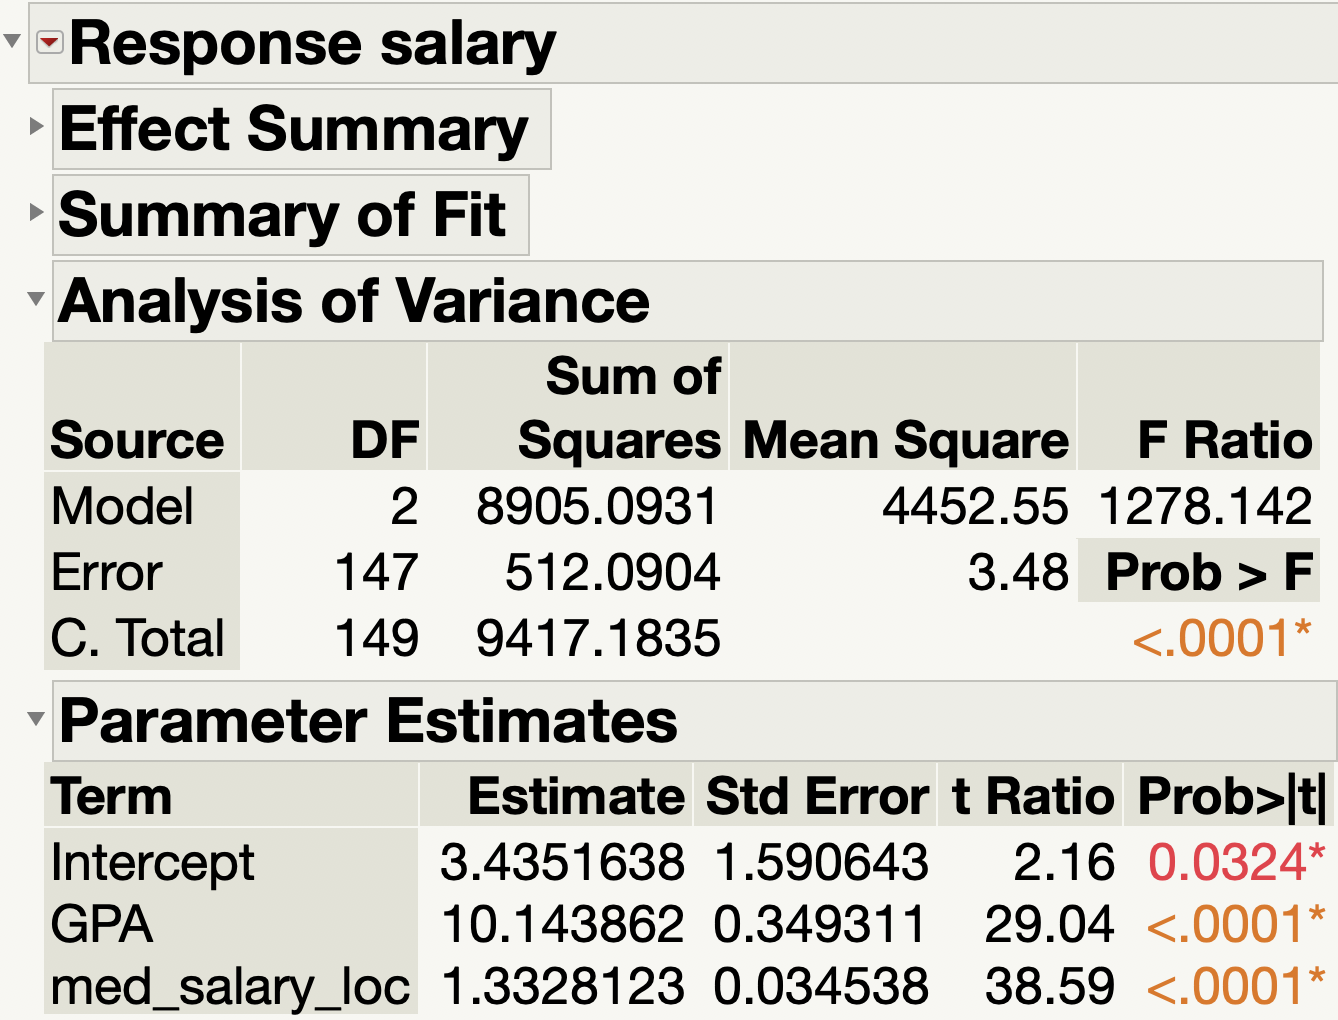 Response salary
Effect Summary
Summary of Fit
Analysis of Variance
Source DF Sum of Squares Mean Square F Ratio
Model 2 8905.0931 4452.55 1278.142
Error 147 512.0904 3.48 Prob > F
C. Total 149 9417.1835 <.0001*
Parameter Estimates
Term Estimate Std Error t Ratio Prob>|t|
Intercept 3.4351638 1.590643 2.16 0.0324*
GPA 10.143862 0.349311 29.04 <.0001*
med_salary_loc 1.3328123 0.034538 38.59 <.0001*